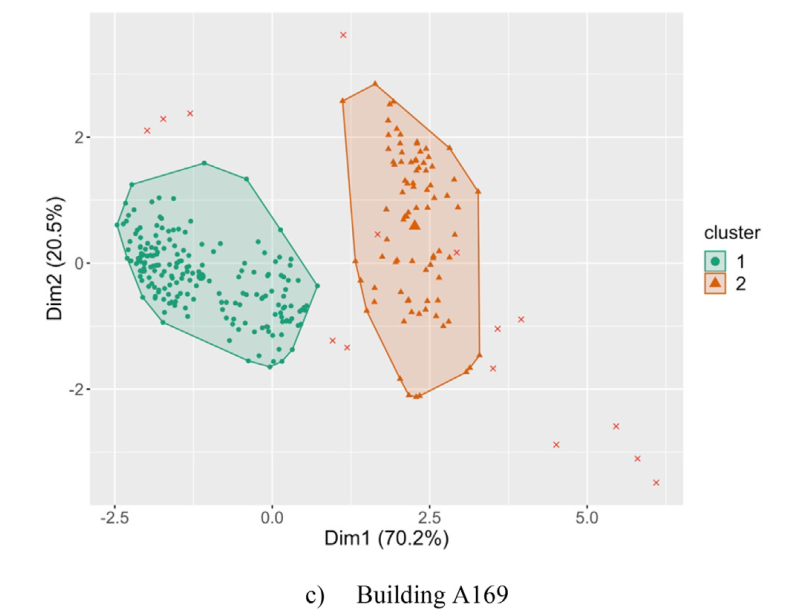 2
0
-2
Dim2 (20.5%)
-2.5 0.0 2.5 5.0
Dim1 (70.2%)
cluster
1
2
c) Building A169